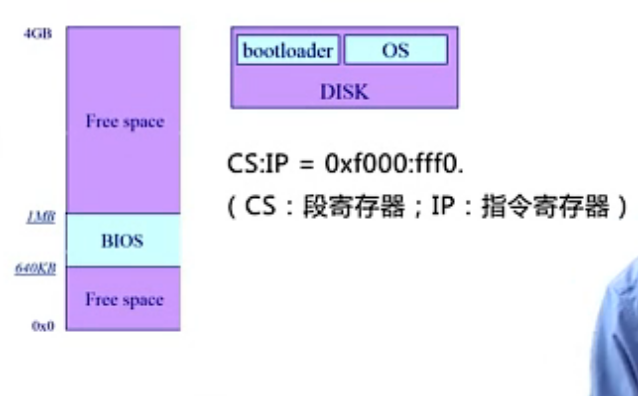 4GB
Free space
1MB
BIOS
640KB
Free space
0x0
bootloader
OS
DISK
CS:IP = 0xf000:fff0.
( CS：段寄存器；IP：指令寄存器 )